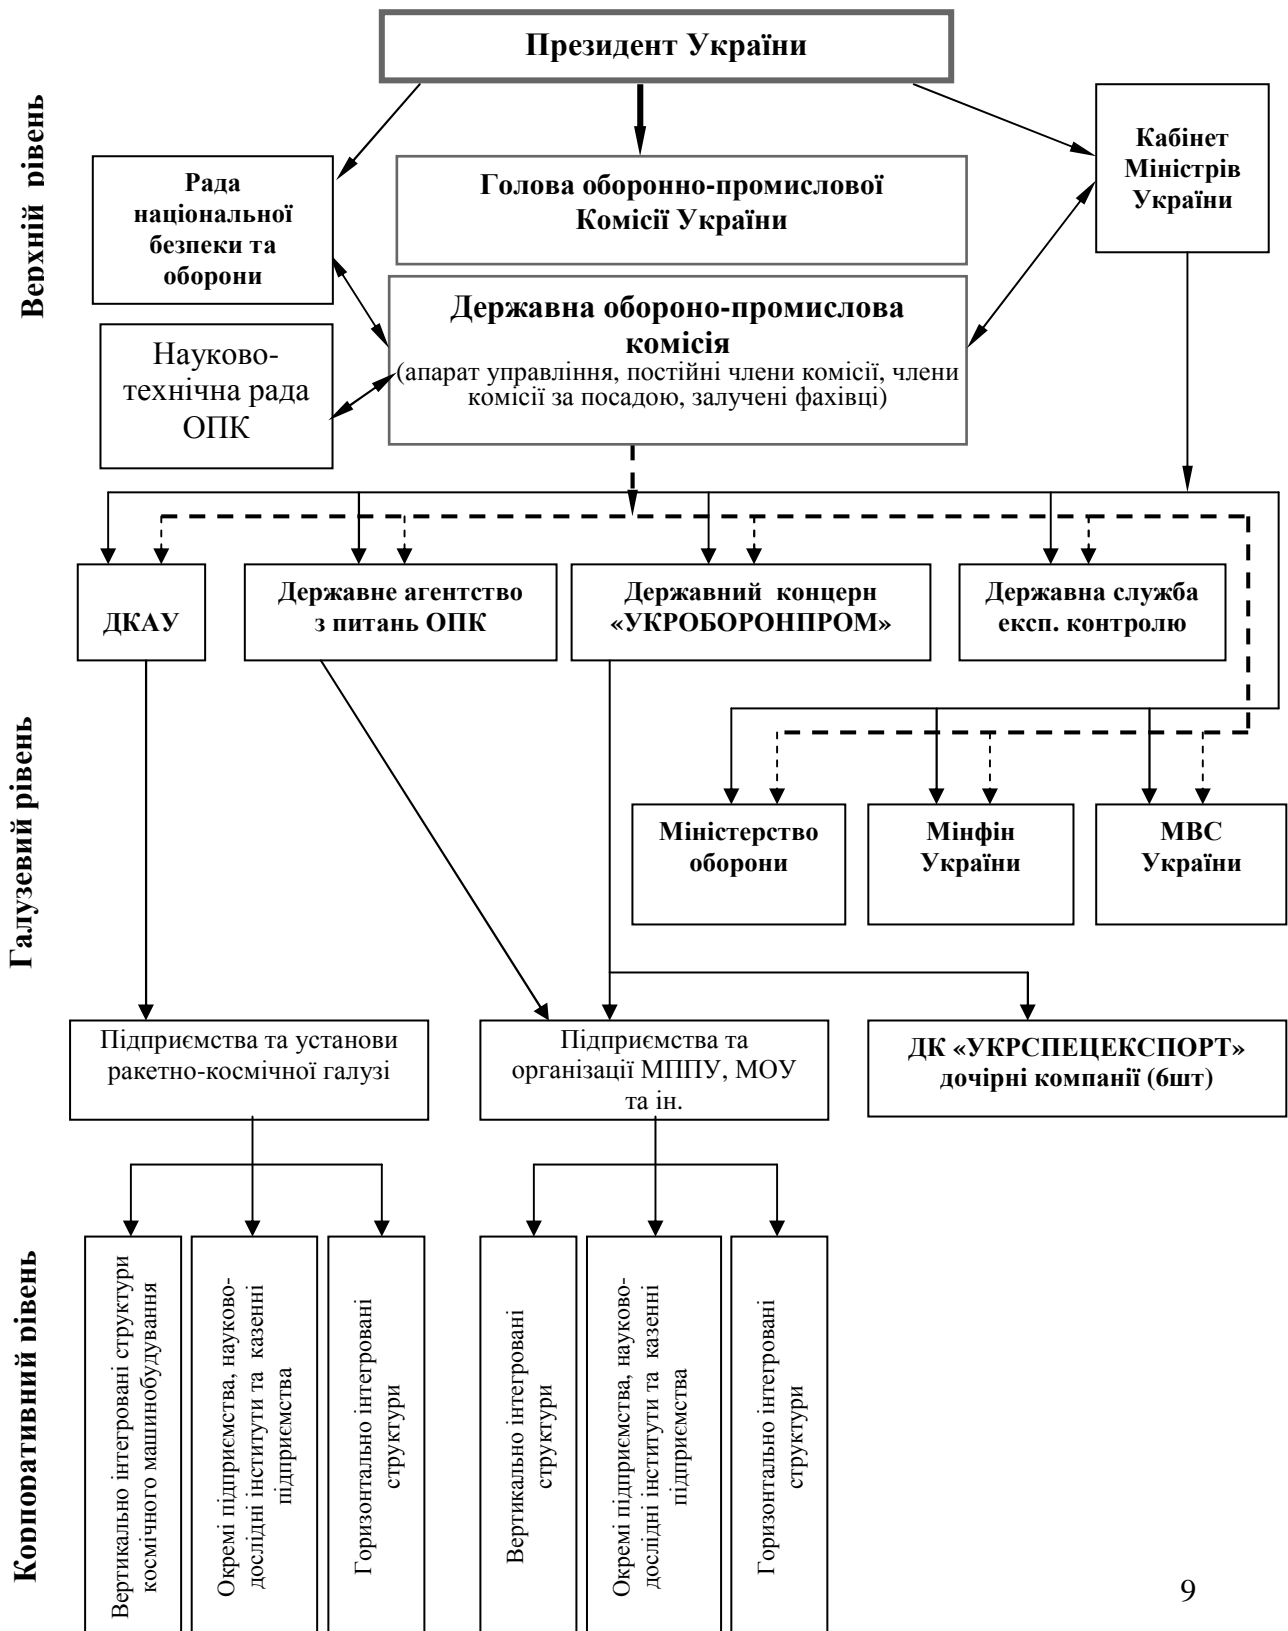 Президент України
Верхній рівень
Рада
національної
безпеки та
оборони
Голова оборонно-промислової
Комісії України
Кабінет
Міністрів
України
Державна обороно-промислова
комісія
(апарат управління, постійні члени комісії, члени
комісії за посадою, залучені фахівці)
Науково-
технічна рада
ОПК
ДКАУ
Державне агентство
з питань ОПК
Державний концерн
«УКРОБОРОНПРОМ»
Державна служба
експ. контролю
Галузевий рівень
Міністерство
оборони
Мінфін
України
МВС
України
Підприємства та установи
ракетно-космічної галузі
Підприємства та
організації МППУ, МОУ
та ін.
ДК «УКРСПЕЦЕКСПОРТ»
дочірні компанії (6шт)
Корпоративний рівень
Вертикально інтегровані структури
космічного машинобудування
Окремі підприємства, науково-
дослідні інститути та казенні
підприємства
Горизонтально інтегровані
структури
Вертикально інтегровані
структури
Окремі підприємства, науково-
дослідні інститути та казенні
підприємства
Горизонтально інтегровані
структури
9